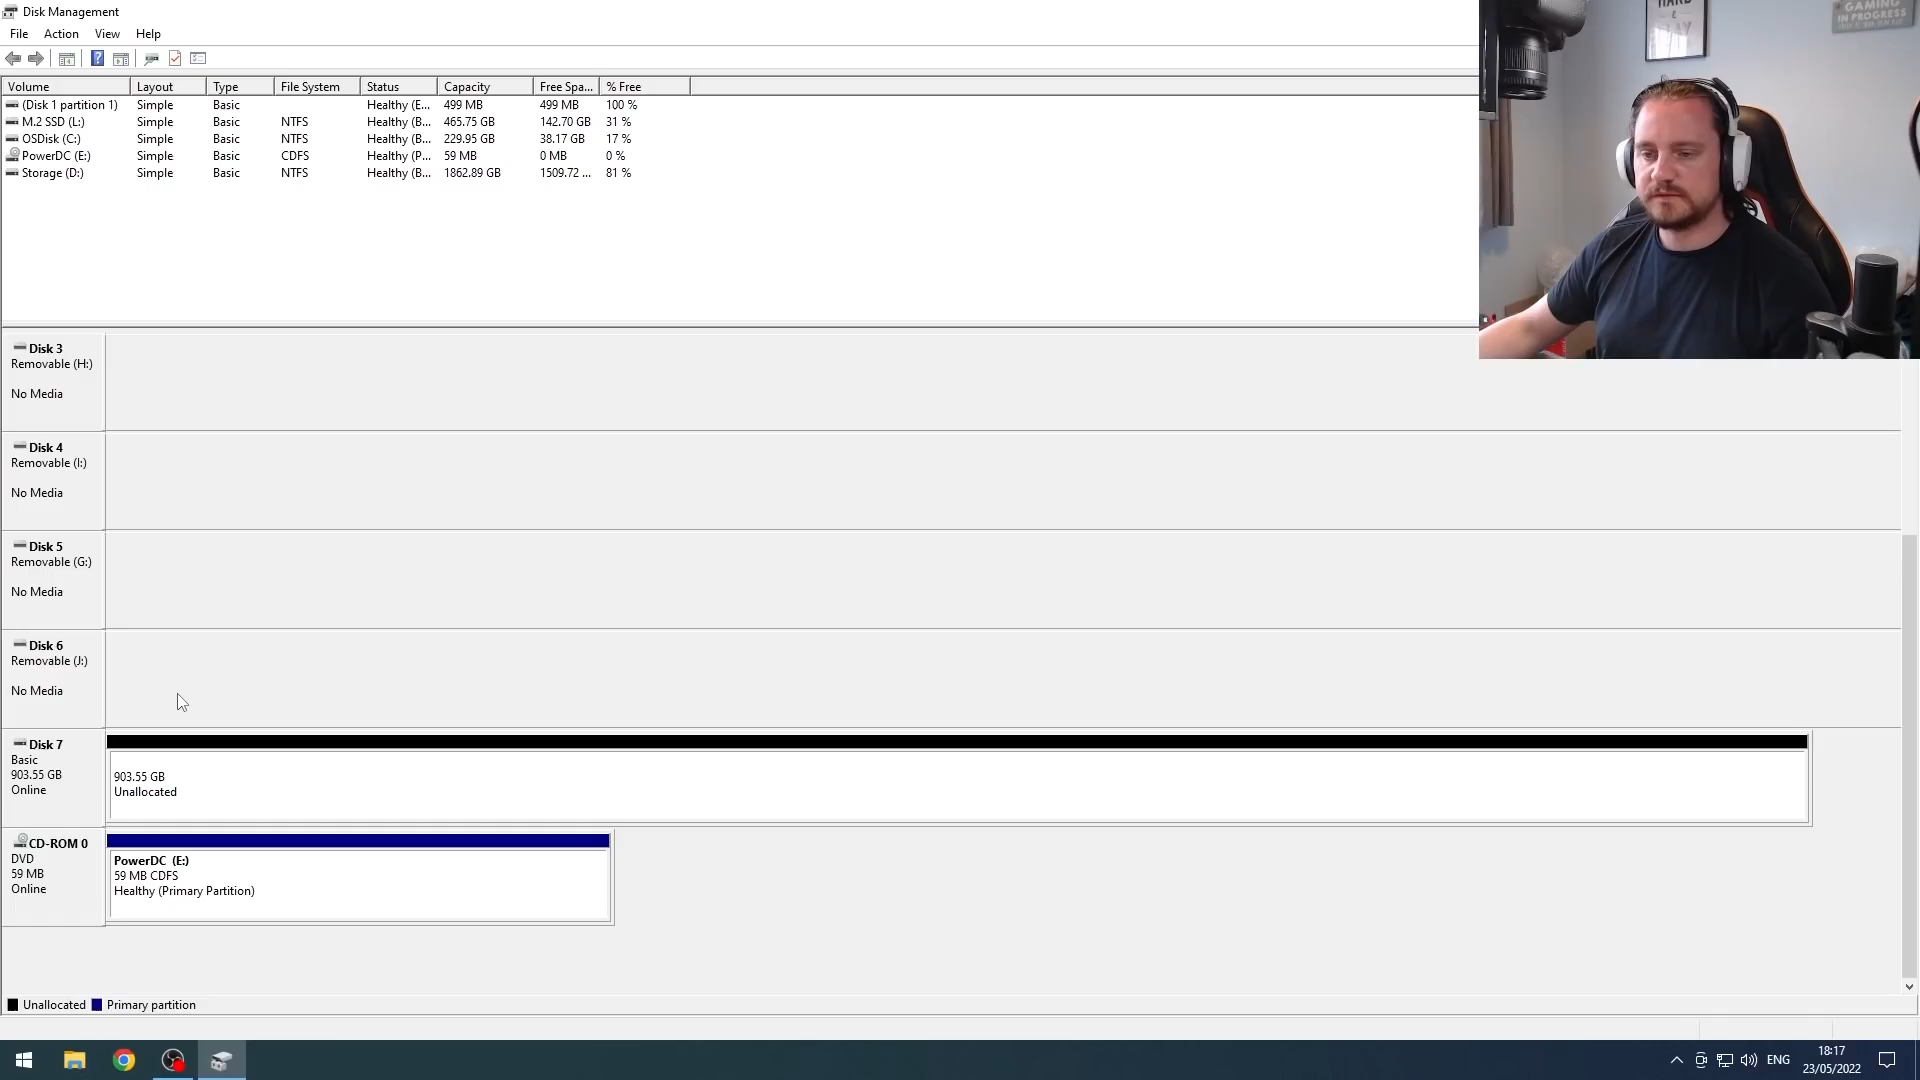 Disk Management
File Action View Help
Volume Layout Type File System Status Capacity Free Spa... % Free
(Disk 1 partition 1) Simple Basic Healthy (E... 499 MB 499 MB 100 %
M.2 SSD (L:) Simple Basic NTFS Healthy (B... 465.75 GB 142.70 GB 31 %
OSDisk (C:) Simple Basic NTFS Healthy (B... 229.95 GB 38.17 GB 17 %
PowerDC (E:) Simple Basic CDFS Healthy (P... 59 MB 0 MB 0 %
Storage (D:) Simple Basic NTFS Healthy (B... 1862.89 GB 1509.72 ... 81 %
GAMING
IN PROGRESS
Disk 3
Removable (H:)
No Media
Disk 4
Removable (I:)
No Media
Disk 5
Removable (G:)
No Media
Disk 6
Removable (J:)
No Media
Disk 7
Basic
903.55 GB
Online
903.55 GB
Unallocated
CD-ROM 0
DVD
59 MB
Online
PowerDC (E:)
59 MB CDFS
Healthy (Primary Partition)
Unallocated Primary partition
ENG
18:17
23/05/2022